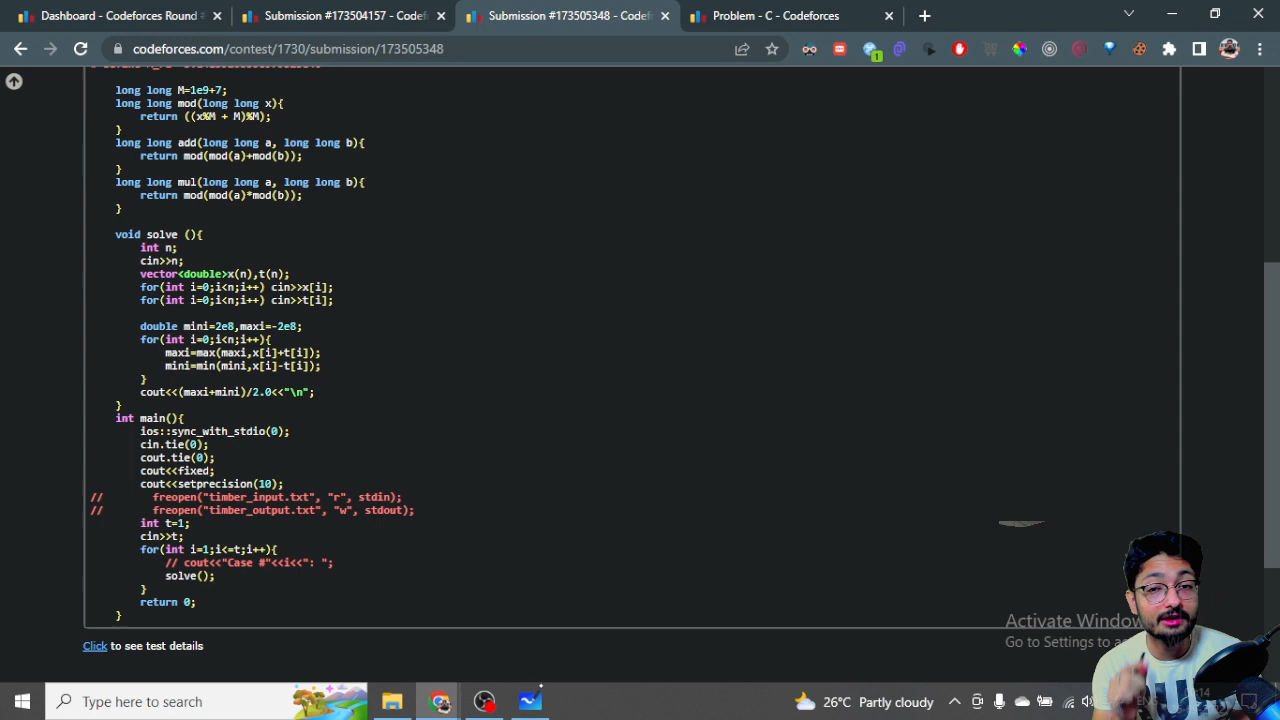 Dashboard - Codeforces Round
Submission #173504157 - Codef
Submission #173505348 - Codef
Problem - C - Codeforces
codeforces.com/contest/1730/submission/173505348
long long M=1e9+7;
long long mod(long long x){
return ((x%M + M)%M);
}
long long add(long long a, long long b){
return mod(mod(a)+mod(b));
}
long long mul(long long a, long long b){
return mod(mod(a)*mod(b));
}
void solve (){
int n;
cin>>n;
vector<double>x(n),t(n);
for(int i=0;i<n;i++) cin>>x[i];
for(int i=0;i<n;i++) cin>>t[i];
double mini=2e8,maxi=-2e8;
for(int i=0;i<n;i++){
maxi=max(maxi,x[i]+t[i]);
mini=min(mini,x[i]-t[i]);
}
cout<<(maxi+mini)/2.0<<"\n";
}
int main(){
ios::sync_with_stdio(0);
cin.tie(0);
cout.tie(0);
cout<<fixed;
cout<<setprecision(10);
// freopen("timber_input.txt", "r", stdin);
// freopen("timber_output.txt", "w", stdout);
int t=1;
cin>>t;
for(int i=1;i<=t;i++){
// cout<<"Case #"<<i<<": ";
solve();
}
return 0;
}
Click to see test details
Activate Window
Go to Settings to
Type here to search
26°C Partly cloudy